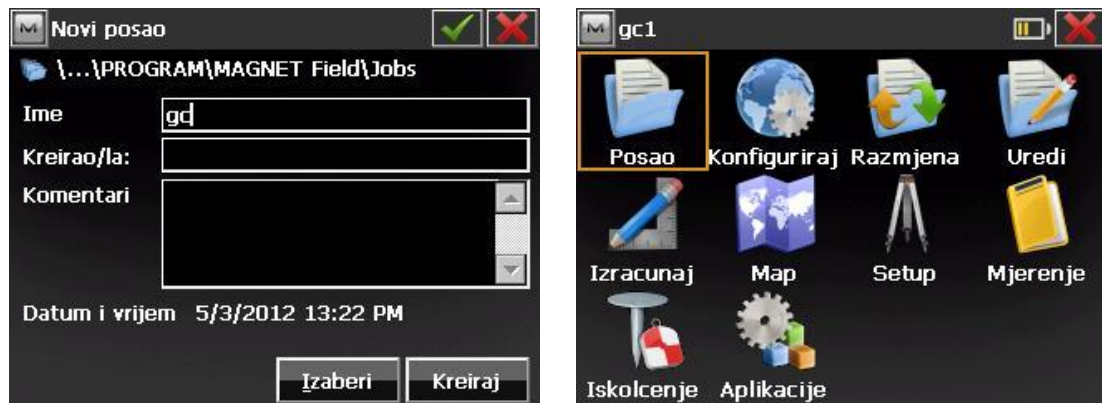 Novi posao
\...\PROGRAM\MAGNET Field\Jobs
Ime gc
Kreirao/la:
Komentari
Datum i vrijem 5/3/2012 13:22 PM
Izaberi Kreiraj
gc1
Posao Konfiguriraj Razmjena Uredi
Izracunaj Map Setup Mjerenje
Iskolcenje Aplikacije